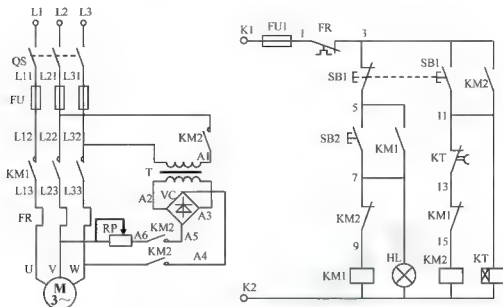 L1 L2 L3
QS
L11 L21 L31
FU
L12 L22 L32
KM2
A1
T
KM1
L13 L23 L33
A2 VC A3
FR
RP
A6 KM2 A5
KM2 A4
U V W
M
3~
K1 FU1 1 FR 3
SB1 SB1 KM2
5 11
SB2 KM1 KT
7 13
KM2 KM1
9 15
KM1 HL KM2 KT
K2